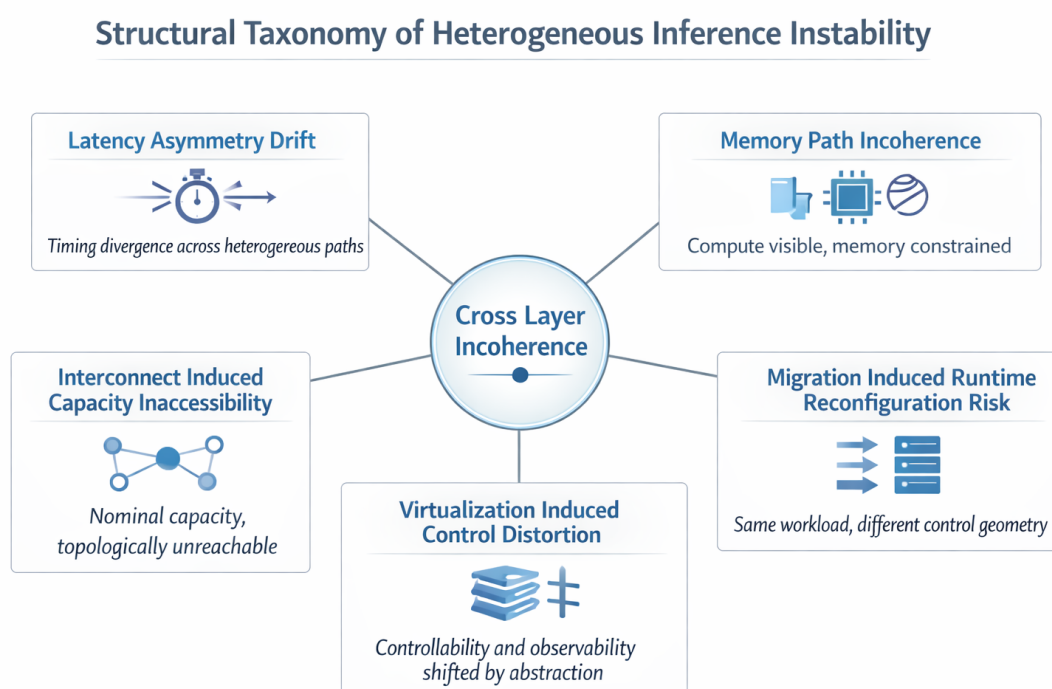 Structural Taxonomy of Heterogeneous Inference Instability
Latency Asymmetry Drift
Timing divergence across heterogereous paths
Memory Path Incoherence
Compute visible, memory constrained
Cross Layer
Incoherence
Interconnect Induced
Capacity Inaccessibility
Nominal capacity,
topologically unreachable
Migration Induced Runtime
Reconfiguration Risk
Same workload, different control geometry
Virtualization Induced
Control Distortion
Controllability and observability
shifted by abstraction